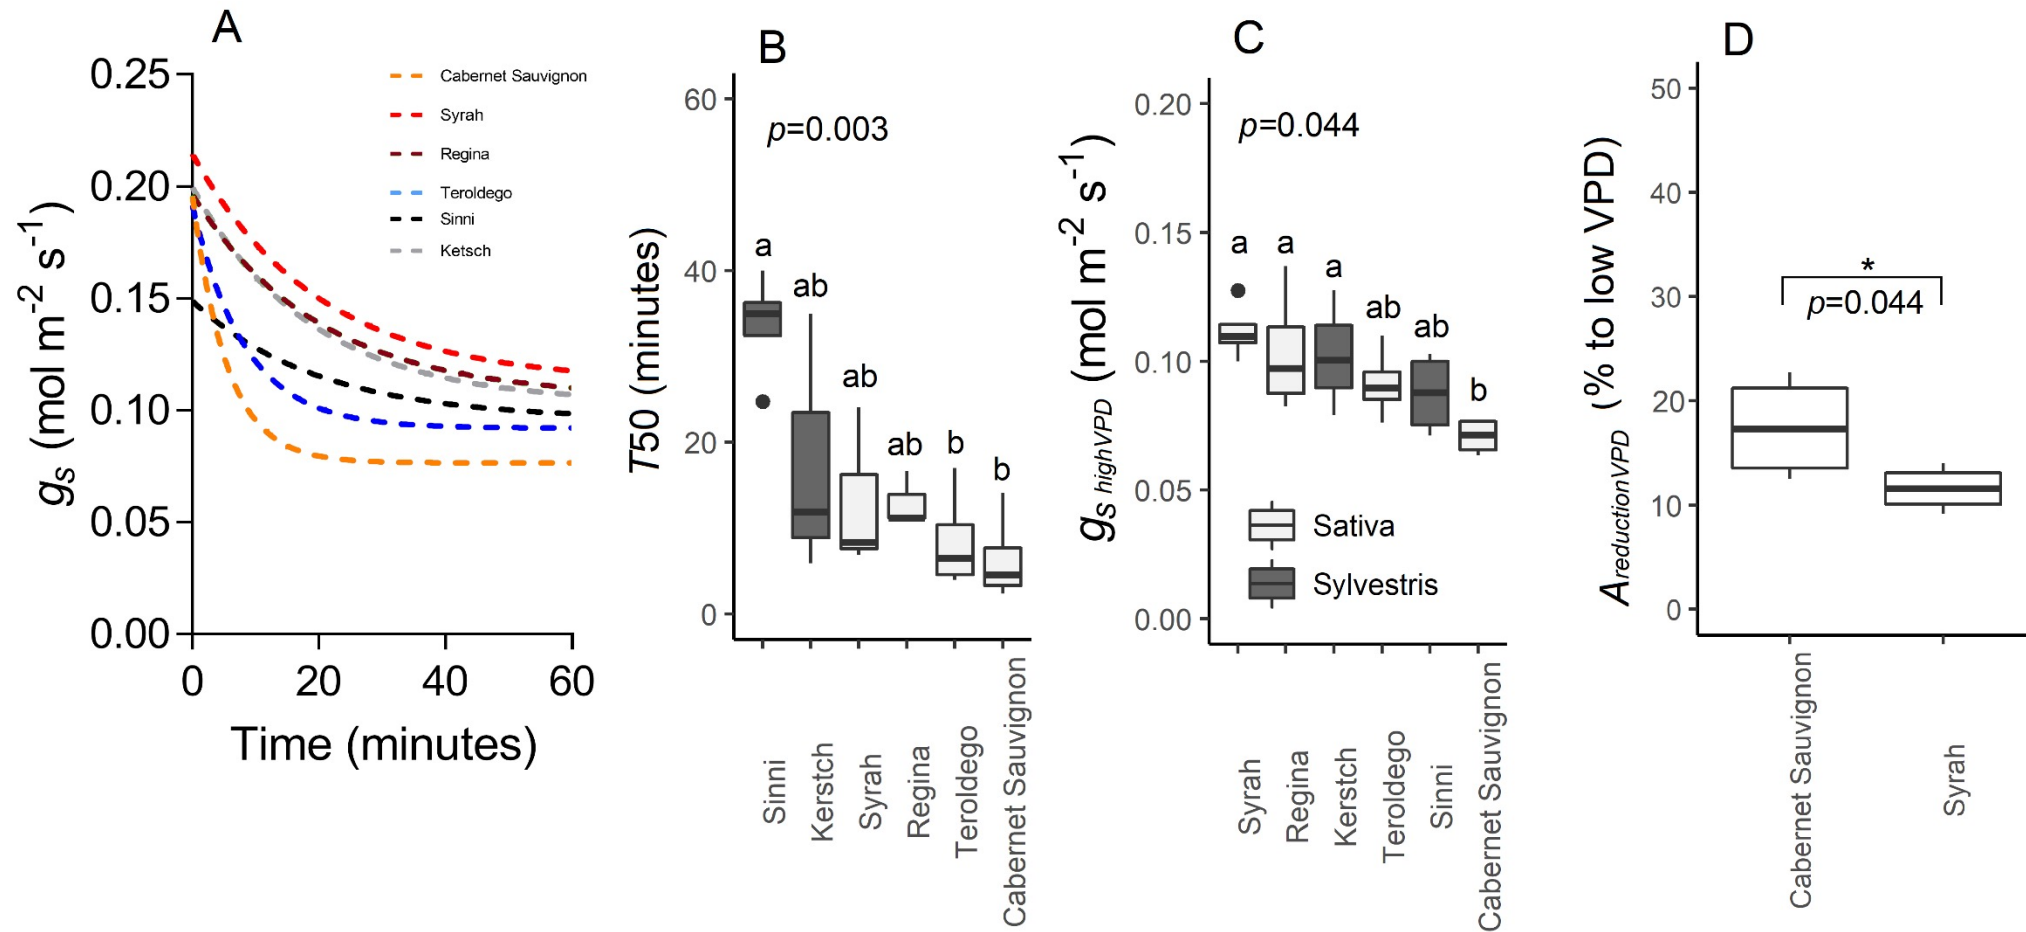 A
0.25
0.20
0.15
0.10
0.05
0.00
0
20
40
60
Time (minutes)
gs (mol m-2 s-1)
Cabernet Sauvignon
Syrah
Regina
Teroldego
Sinni
Ketsch
B
60
40
20
0
T50 (minutes)
p=0.003
a
ab
ab
ab
b
b
Sinni
Kerstch
Syrah
Regina
Teroldego
Cabernet Sauvignon
C
0.20
0.15
0.10
0.05
0.00
gs highVPD (mol m-2 s-1)
p=0.044
a
a
a
ab
ab
b
Sativa
Sylvestris
Syrah
Regina
Kerstch
Teroldego
Sinni
Cabernet Sauvignon
D
50
40
30
20
10
0
AreductionVPD (% to low VPD)
*
p=0.044
Cabernet Sauvignon
Syrah